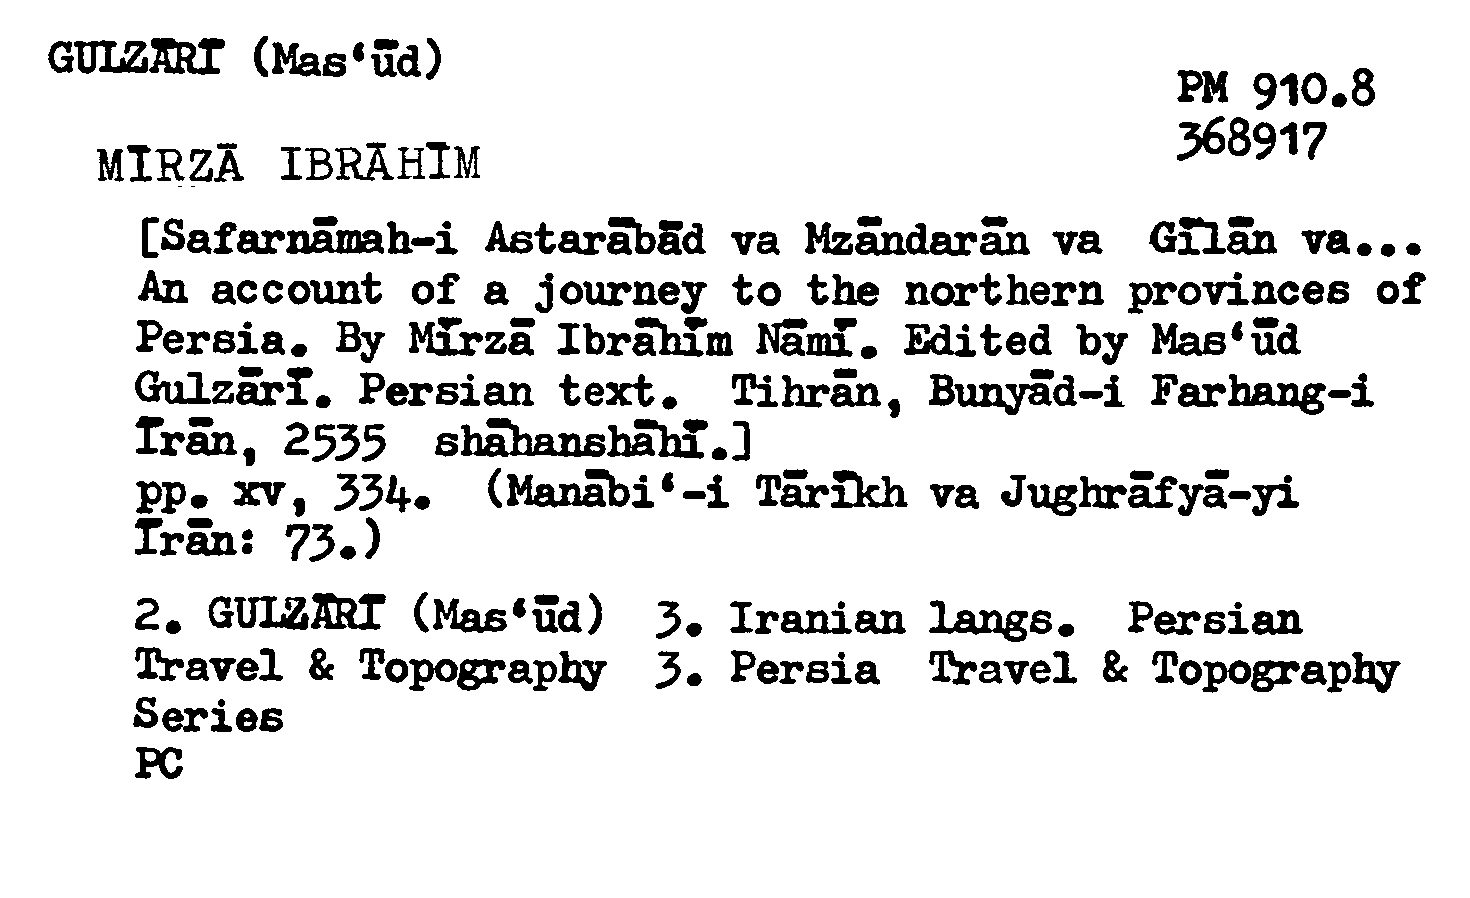 GULZĀRĪ (Mas‘ūd)
PM 910.8
368917
MĪRZĀ IBRĀHĪM
[Safarnāmah-i Astarābād va Mzāndarān va Gīlān va...
An account of a journey to the northern provinces of
Persia. By Mīrzā Ibrāhīm Nāmī. Edited by Mas‘ūd
Gulzārī. Persian text. Tihrān, Bunyād-i Farhang-i
Īrān, 2535 shāhanshāhī.]
pp. xv, 334. (Manābi‘-i Tārīkh va Jughrāfyā-yi
Īrān: 73.)
2. GULZĀRĪ (Mas‘ūd) 3. Iranian langs. Persian
Travel & Topography 3. Persia Travel & Topography
Series
PC